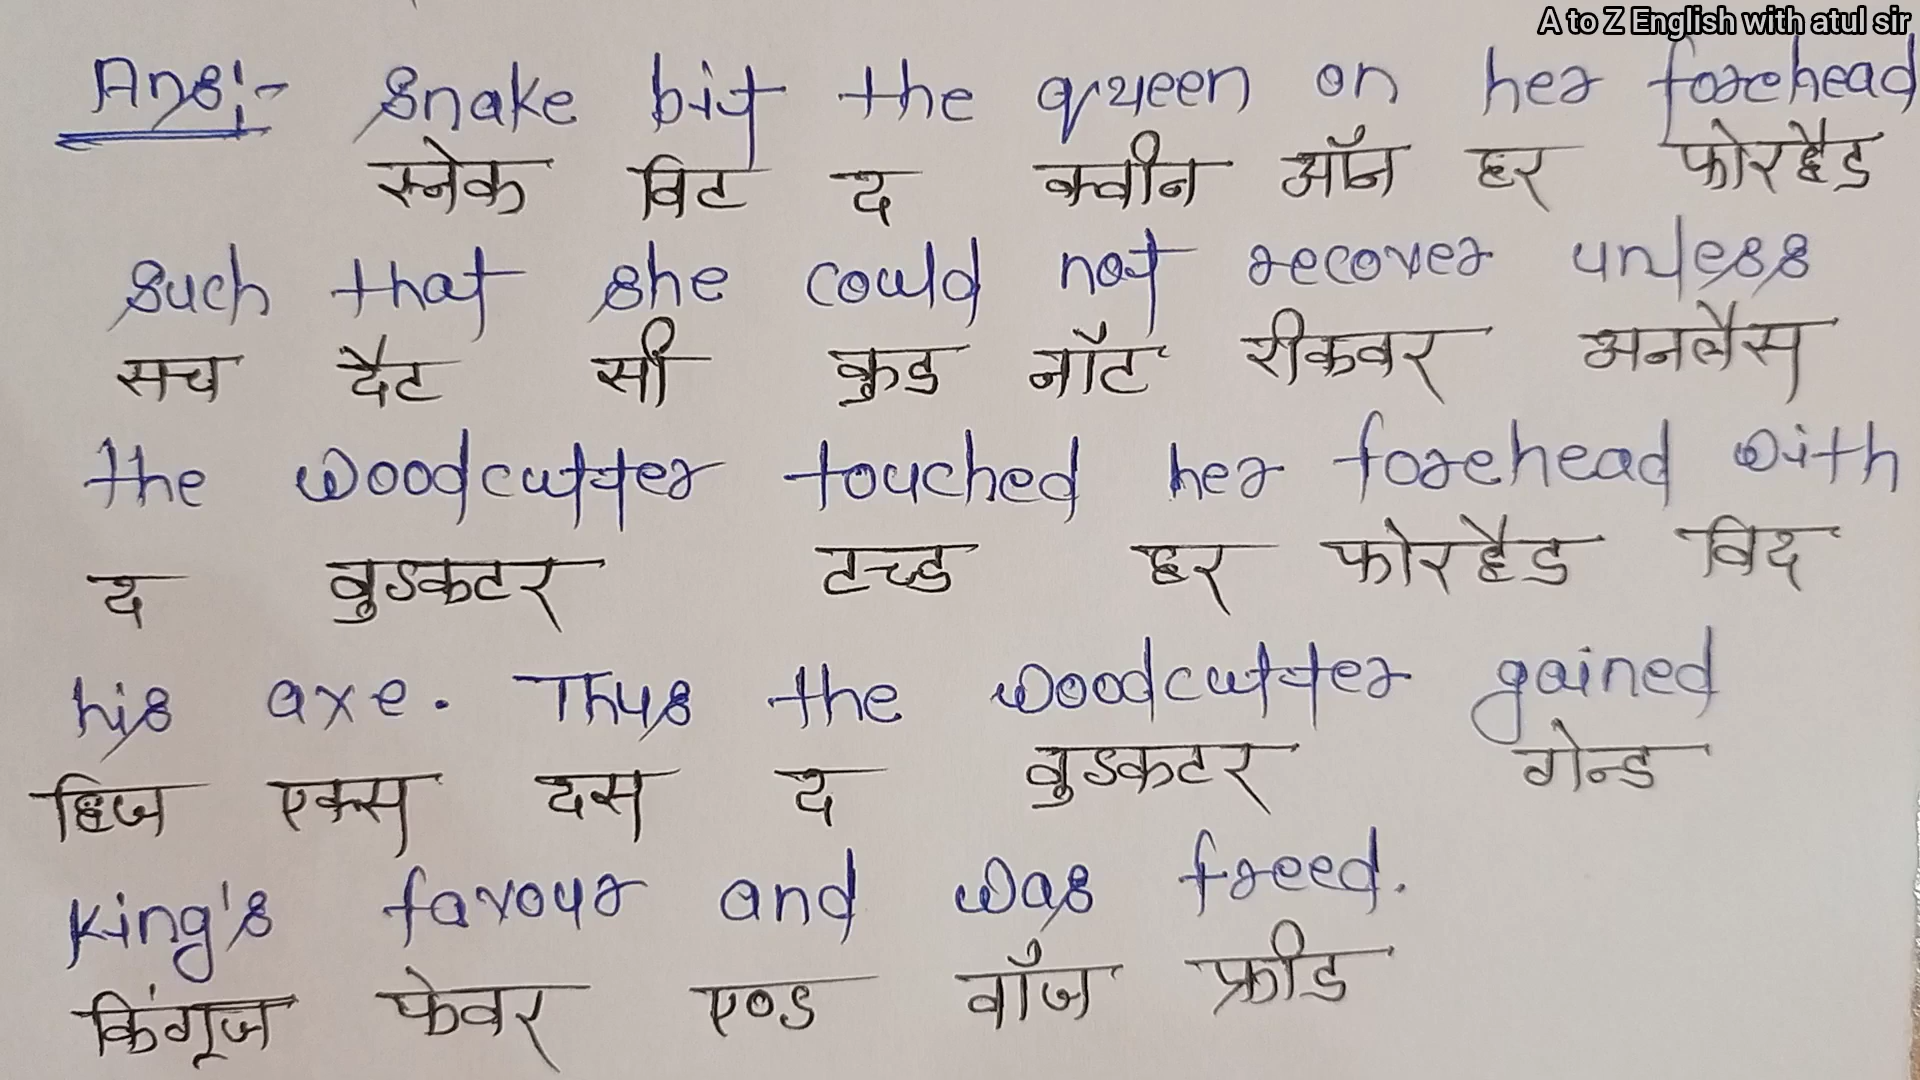 A to Z English with atul sir
Ans:- Snake bit the queen on her forehead
स्नेक विट द क्वीन ऑन हर फोरहैड
such that she could not recover unless
सच दैट सी कुड नॉट रीकवर अनलैस
the woodcutter touched her forehead with
द वुडकटर टच्ड हर फोरहैड विद
his axe. Thus the woodcutter gained
हिज एक्स दस द वुडकटर गेन्ड
king's favour and was freed.
किंग्ज फेवर एण्ड वॉज फ्रीड